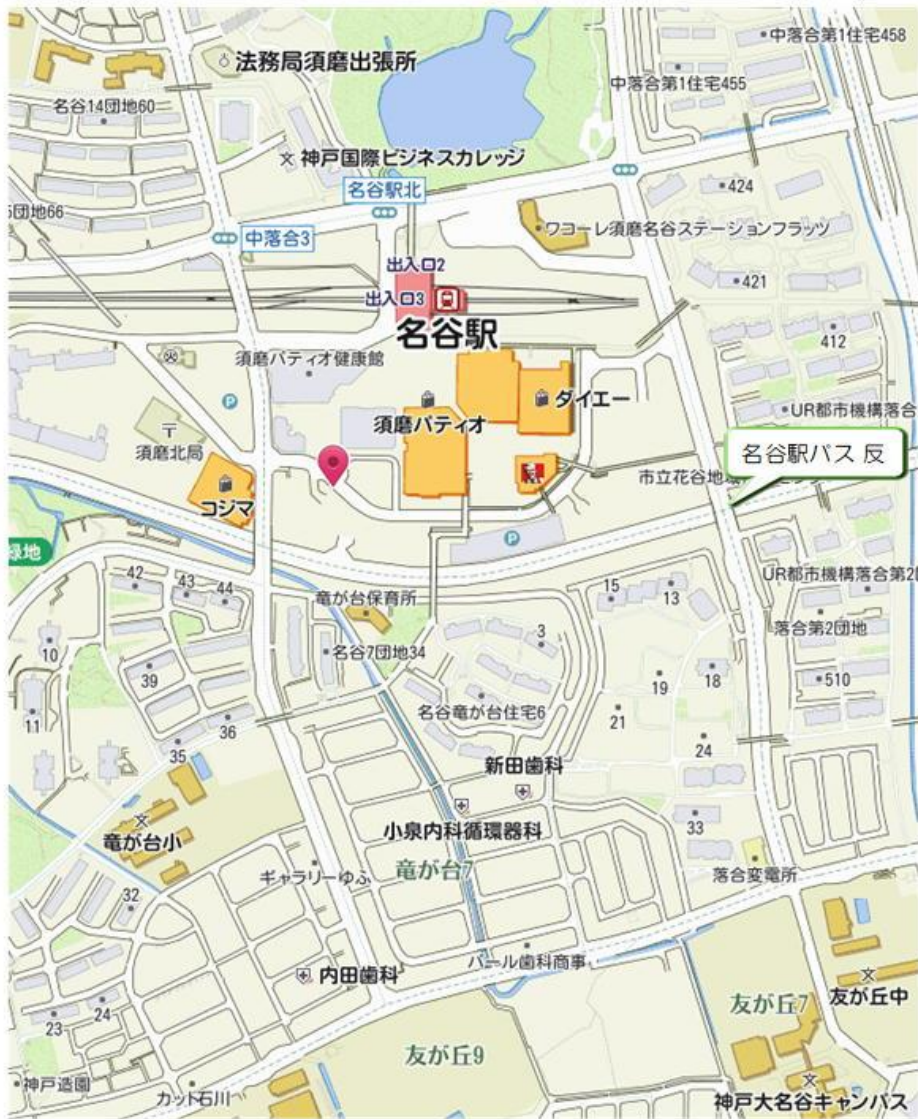 中落合第1住宅458
法務局須磨出張所
中落合第1住宅455
名谷14団地60
神戸国際ビジネスカレッジ
名谷駅北
424
団地66
中落合3
ワコーレ須磨名谷ステーションフラッツ
出入口2
421
出入口3
名谷駅
412
須磨パティオ健康館
ダイエー
UR都市機構落合
P
須磨パティオ
須磨北局
名谷駅バス 反
市立花谷地域
コジマ
P
緑地
UR都市機構落合第2
42
43
44
15
13
竜が台保育所
落合第2団地
10
3
名谷7団地34
39
19
18
510
11
名谷竜が台住宅6
21
36
24
35
新田歯科
小泉内科循環器科
33
竜が台小
ギャラリーゆふ
竜が台7
落合変電所
32
パール歯科商事
内田歯科
友が丘中
24
友が丘7
23
友が丘9
神戸造園
カット石川
神戸大名谷キャンパス